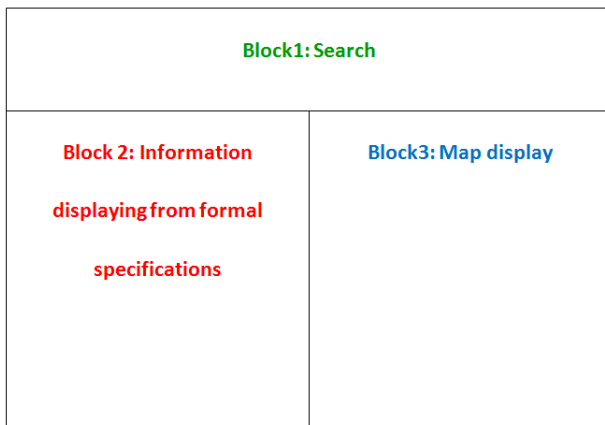 Block1: Search
Block 2: Information
displaying from formal
specifications
Block3: Map display